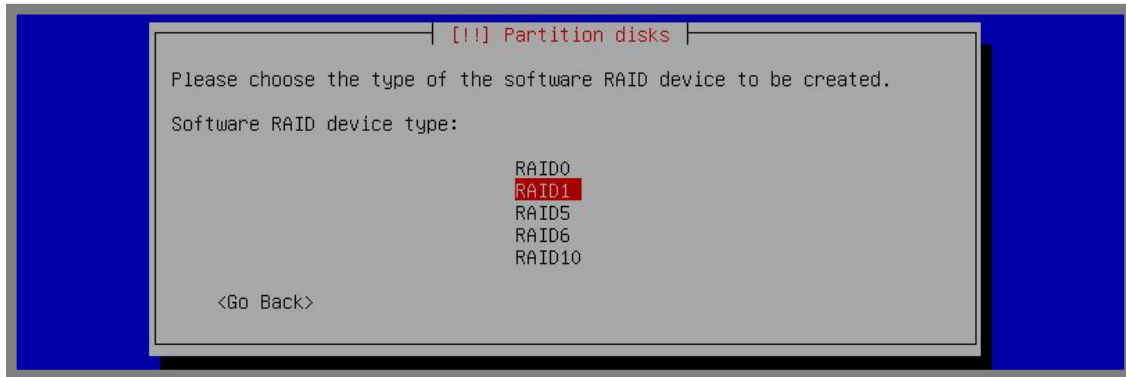 [!!] Partition disks
Please choose the type of the software RAID device to be created.
Software RAID device type:
RAID0
RAID1
RAID5
RAID6
RAID10
<Go Back>